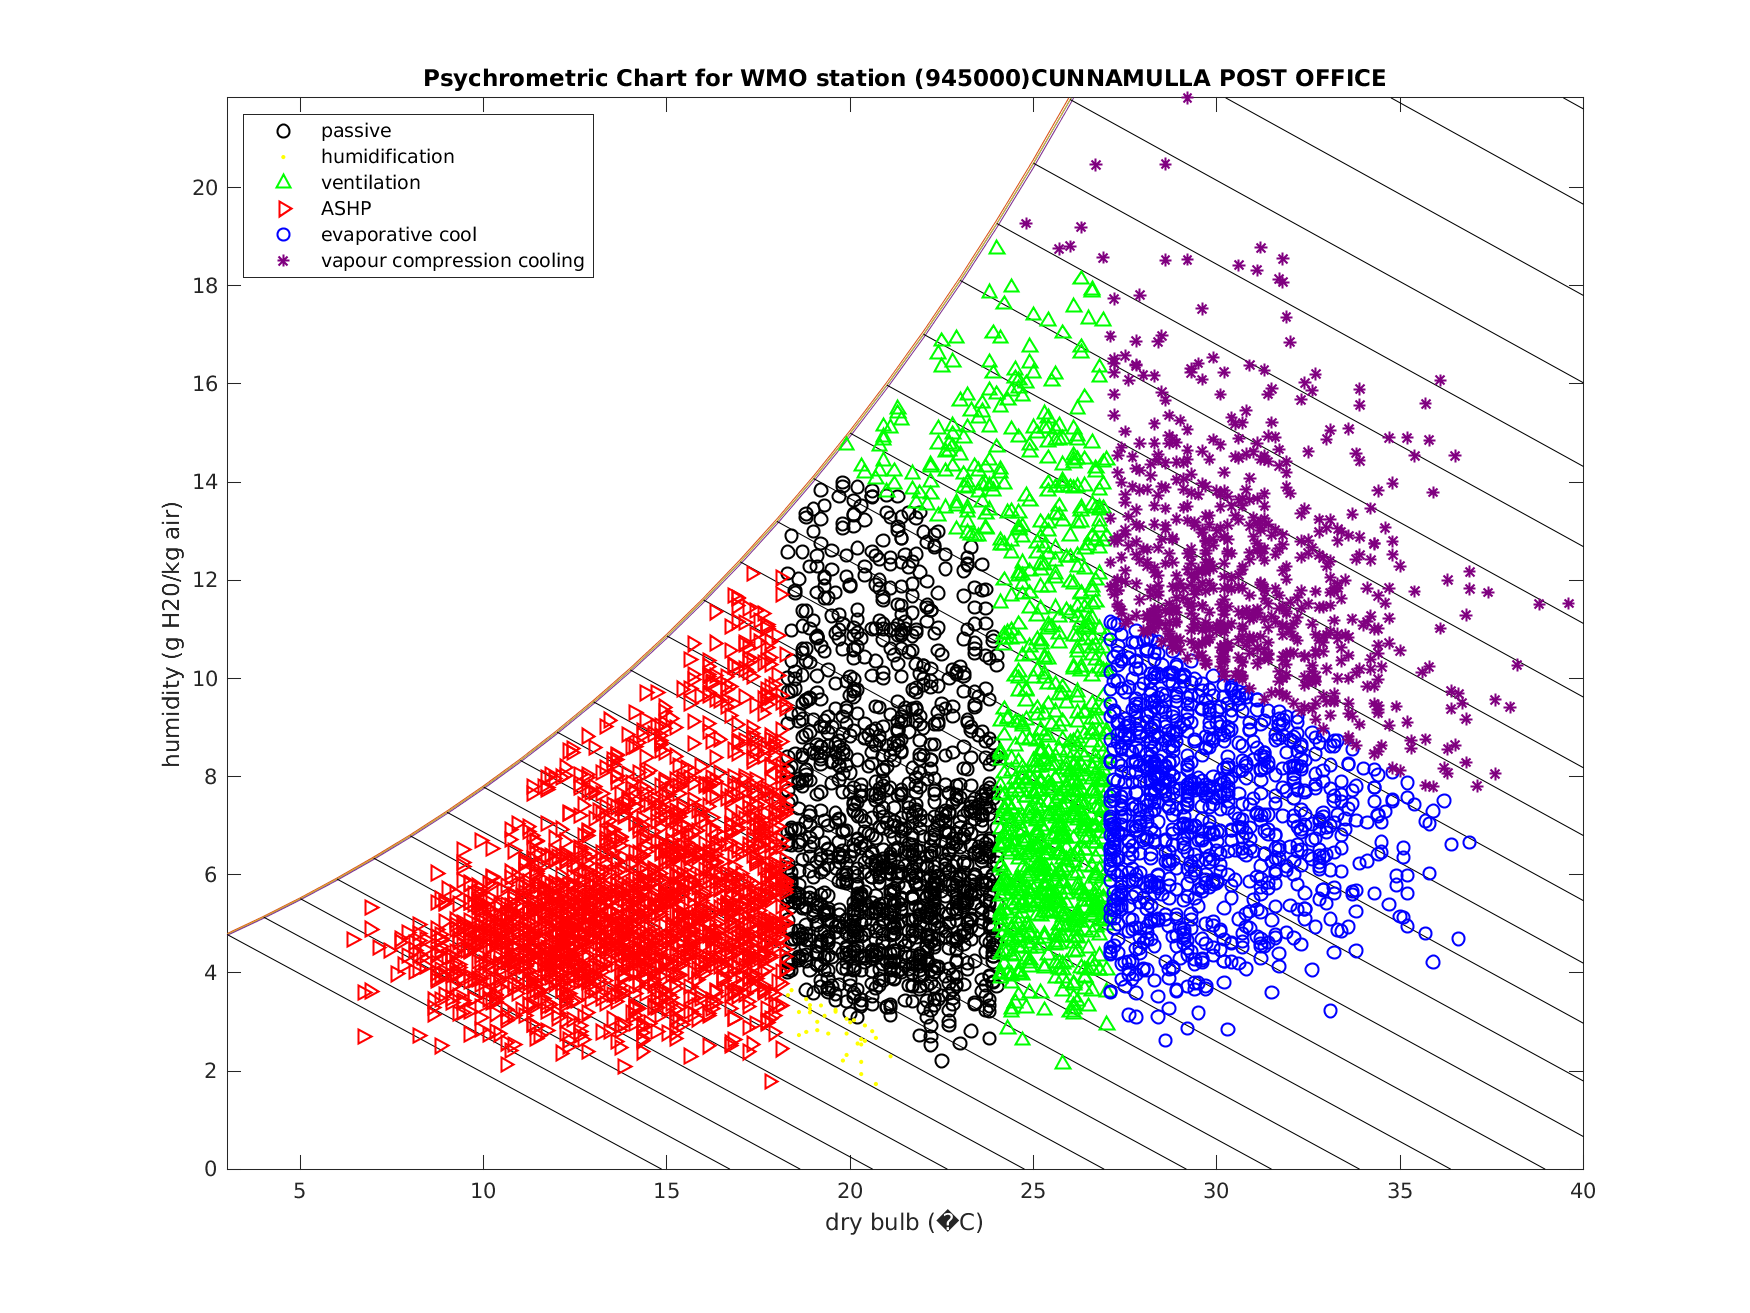 Psychrometric Chart for WMO station (945000)CUNNAMULLA POST OFFICE
passive
humidification
ventilation
ASHP
evaporative cool
vapour compression cooling
humidity (g H20/kg air)
20
18
16
14
12
10
8
6
4
2
0
5 10 15 20 25 30 35 40
dry bulb (�C)